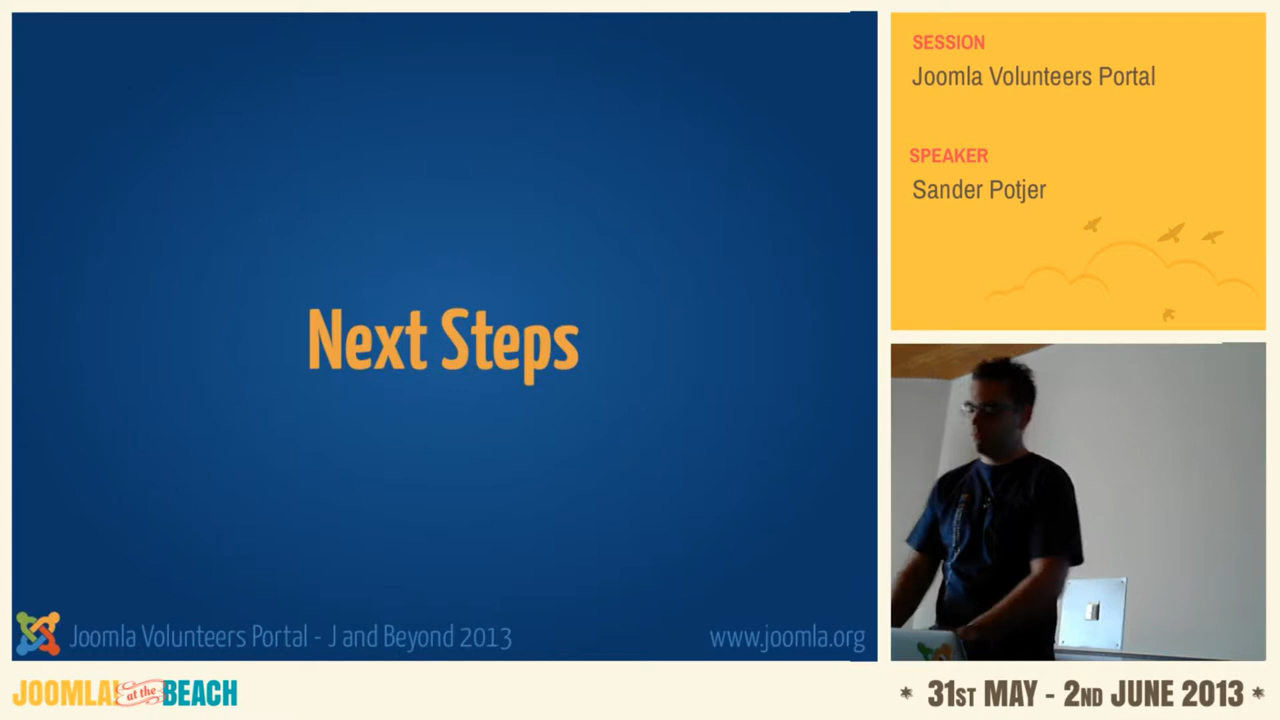 Next Steps
Joomla Volunteers Portal - J and Beyond 2013
www.joomla.org
SESSION
Joomla Volunteers Portal
SPEAKER
Sander Potjer
JOOMLA! at the BEACH
* 31ST MAY - 2ND JUNE 2013 *